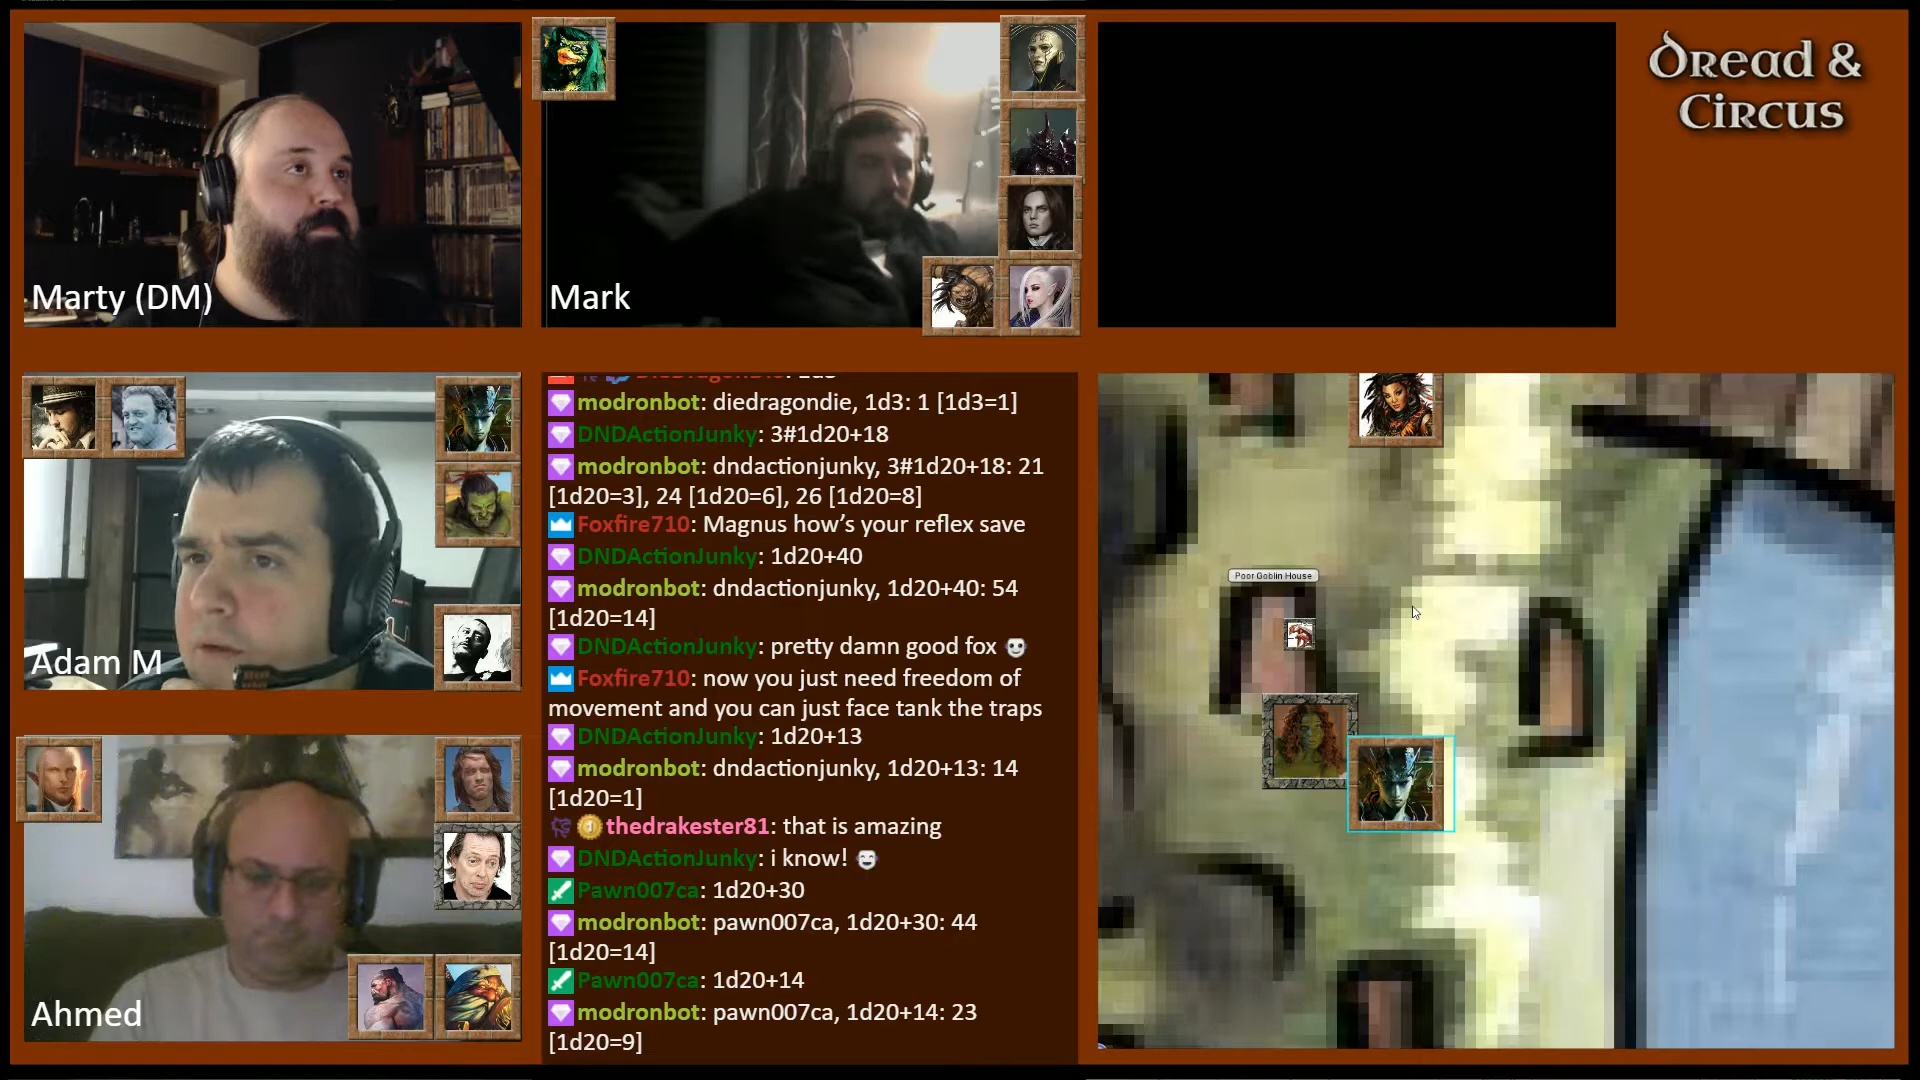 Dread &
Circus
Marty (DM)
Mark
modronbot: diedragondie, 1d3: 1 [1d3=1]
DNDActionJunky: 3#1d20+18
modronbot: dndactionjunky, 3#1d20+18: 21
[1d20=3], 24 [1d20=6], 26 [1d20=8]
Foxfire710: Magnus how's your reflex save
DNDActionJunky: 1d20+40
modronbot: dndactionjunky, 1d20+40: 54
[1d20=14]
DNDActionJunky: pretty damn good fox
Foxfire710: now you just need freedom of
movement and you can just face tank the traps
DNDActionJunky: 1d20+13
modronbot: dndactionjunky, 1d20+13: 14
[1d20=1]
thedrakester81: that is amazing
DNDActionJunky: i know!
Pawn007ca: 1d20+30
modronbot: pawn007ca, 1d20+30: 44
[1d20=14]
Pawn007ca: 1d20+14
modronbot: pawn007ca, 1d20+14: 23
[1d20=9]
Adam M
Ahmed
Poor Goblin House